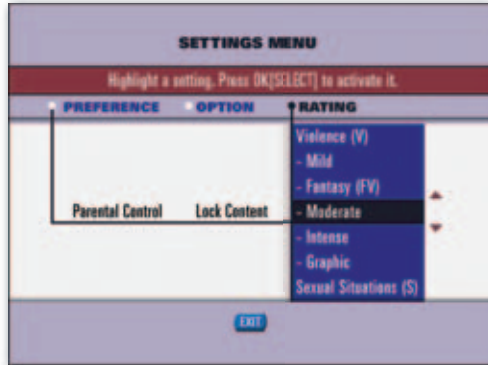 SETTINGS MENU
Highlight a setting. Press OK[SELECT] to activate it.
PREFERENCE OPTION RATING
Violence (V)
- Mild
- Fantasy (FV)
Parental Control Lock Content - Moderate
- Intense
- Graphic
Sexual Situations (S)
EXIT